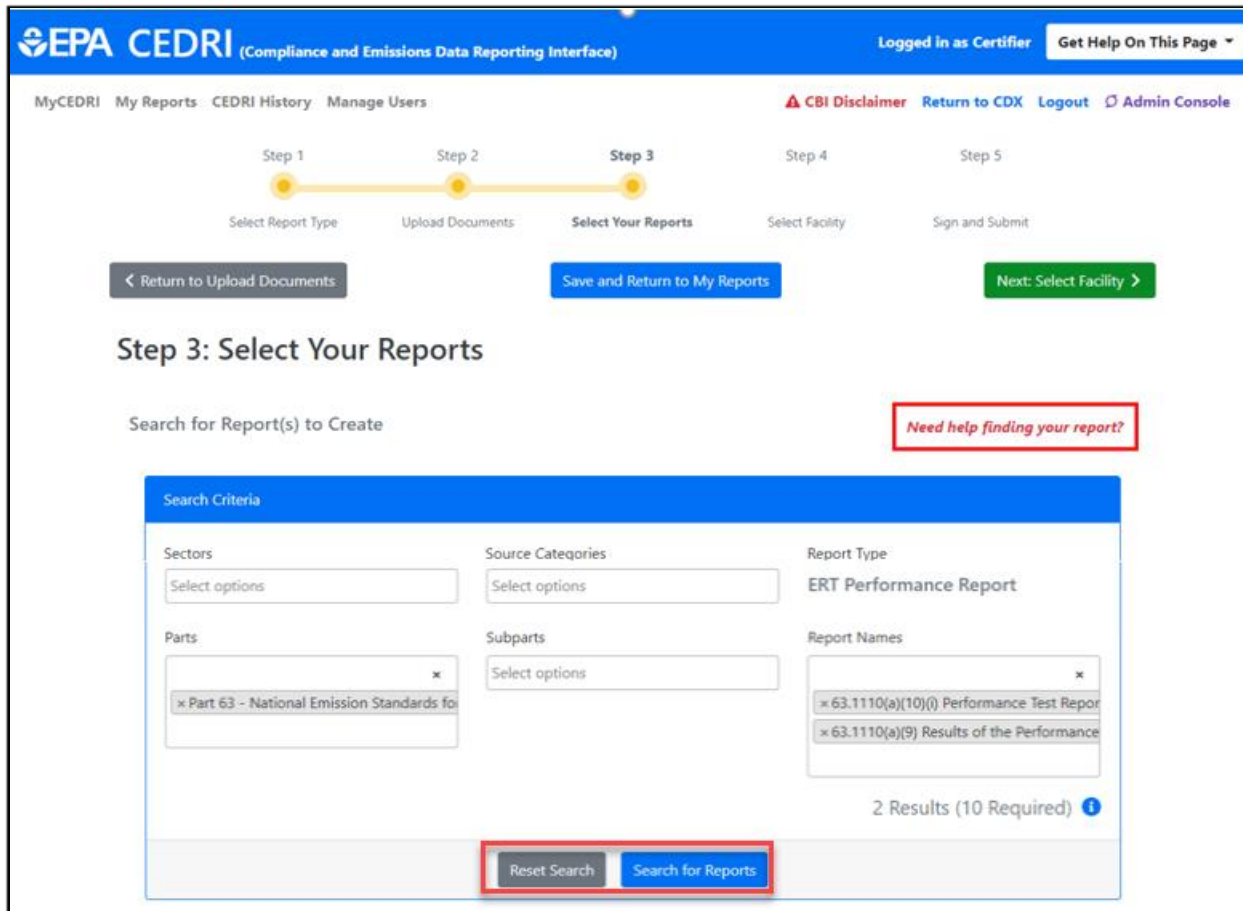 EPA CEDRI (Compliance and Emissions Data Reporting Interface) Logged in as Certifier Get Help On This Page
MyCEDRI My Reports CEDRI History Manage Users CBI Disclaimer Return to CDX Logout Admin Console
Step 1 Step 2 Step 3 Step 4 Step 5
Select Report Type Upload Documents Select Your Reports Select Facility Sign and Submit
Return to Upload Documents Save and Return to My Reports Next: Select Facility
Step 3: Select Your Reports
Search for Report(s) to Create Need help finding your report?
Search Criteria
Sectors Source Categories Report Type
Select options Select options ERT Performance Report
Parts Subparts Report Names
Select options
× ×
× Part 63 - National Emission Standards fo × 63.1110(a)(10)(i) Performance Test Repor
× 63.1110(a)(9) Results of the Performance
2 Results (10 Required)
Reset Search Search for Reports